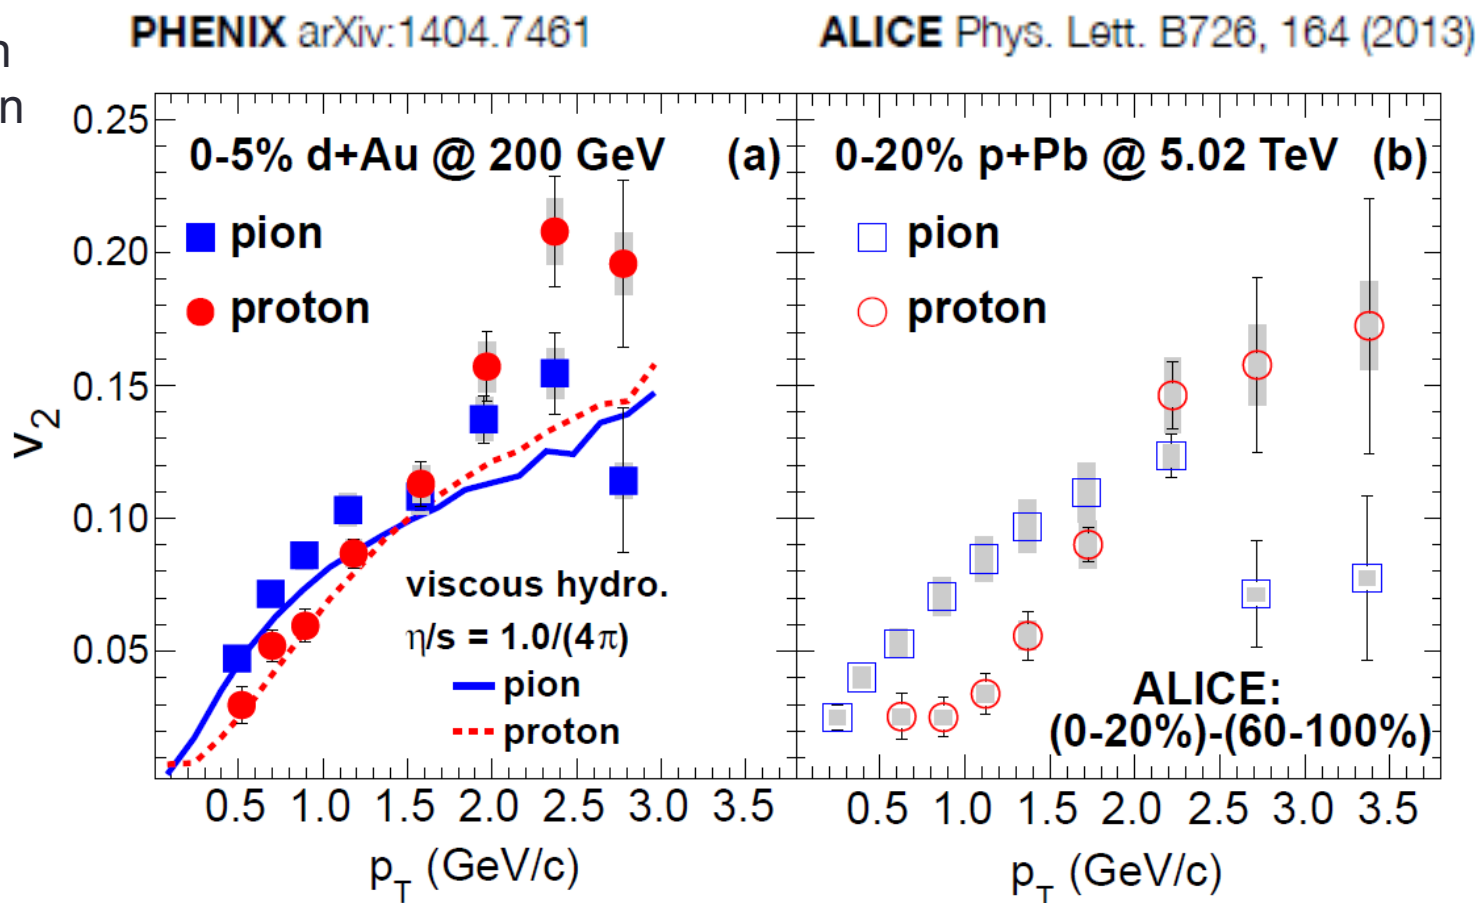 PHENIX arXiv:1404.7461
ALICE Phys. Lett. B726, 164 (2013)
n
n
0-5% d+Au @ 200 GeV (a)
pion
proton
viscous hydro.
η/s = 1.0/(4π)
pion
proton
v2
0.25
0.20
0.15
0.10
0.05
0.5 1.0 1.5 2.0 2.5 3.0 3.5
pT (GeV/c)
0-20% p+Pb @ 5.02 TeV (b)
pion
proton
ALICE:
(0-20%)-(60-100%)
0.5 1.0 1.5 2.0 2.5 3.0 3.5
pT (GeV/c)